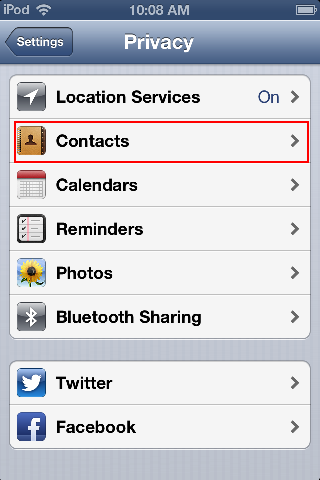 iPod 10:08 AM
Settings Privacy
Location Services On
Contacts
Calendars
Reminders
Photos
Bluetooth Sharing
Twitter
Facebook